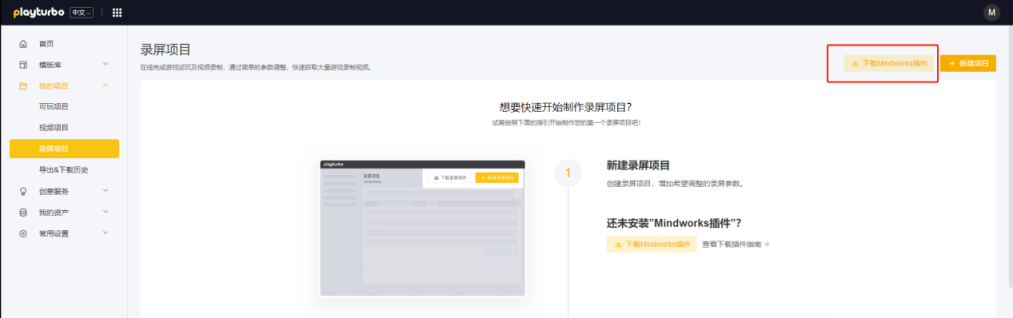 playturbo 中文
M
首页
模版库
我的项目
可玩项目
视频项目
录屏项目
导出&下载历史
创意服务
我的资产
常用设置
录屏项目
在线完成游戏试玩及视频录制，通过简单的参数调整，快速获取大量游戏录制视频。
下载Mindworks插件
+ 新建项目
想要快速开始制作录屏项目？
试着按照下面的指引开始制作您的第一个录屏项目吧！
playturbo
录屏项目
下载录屏插件
1
新建录屏项目
创建录屏项目，增加希望调整的录屏参数。
还未安装"Mindworks插件"？
下载Mindworks插件 查看下载插件指南 →